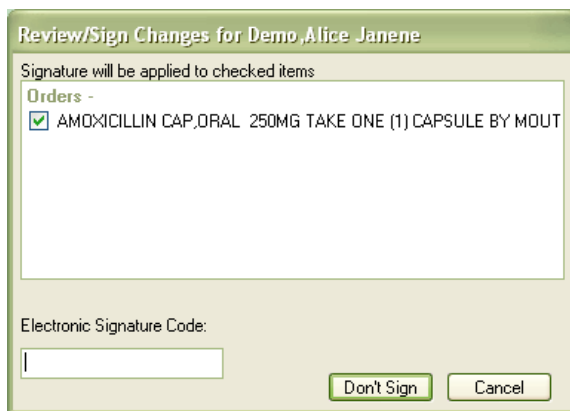 Review/Sign Changes for Demo,Alice Janene
Signature will be applied to checked items
Orders -
AMOXICILLIN CAP,ORAL 250MG TAKE ONE (1) CAPSULE BY MOUT
Electronic Signature Code:
Don't Sign Cancel